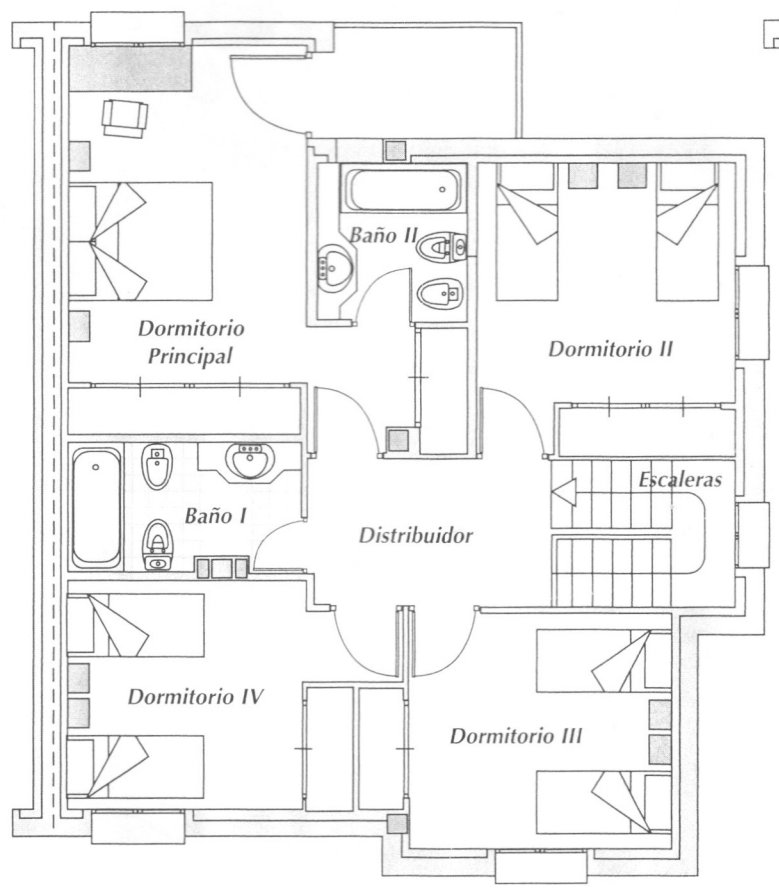 Baño II
Dormitorio
Principal
Dormitorio II
Escaleras
Baño I
Distribuidor
Dormitorio IV
Dormitorio III